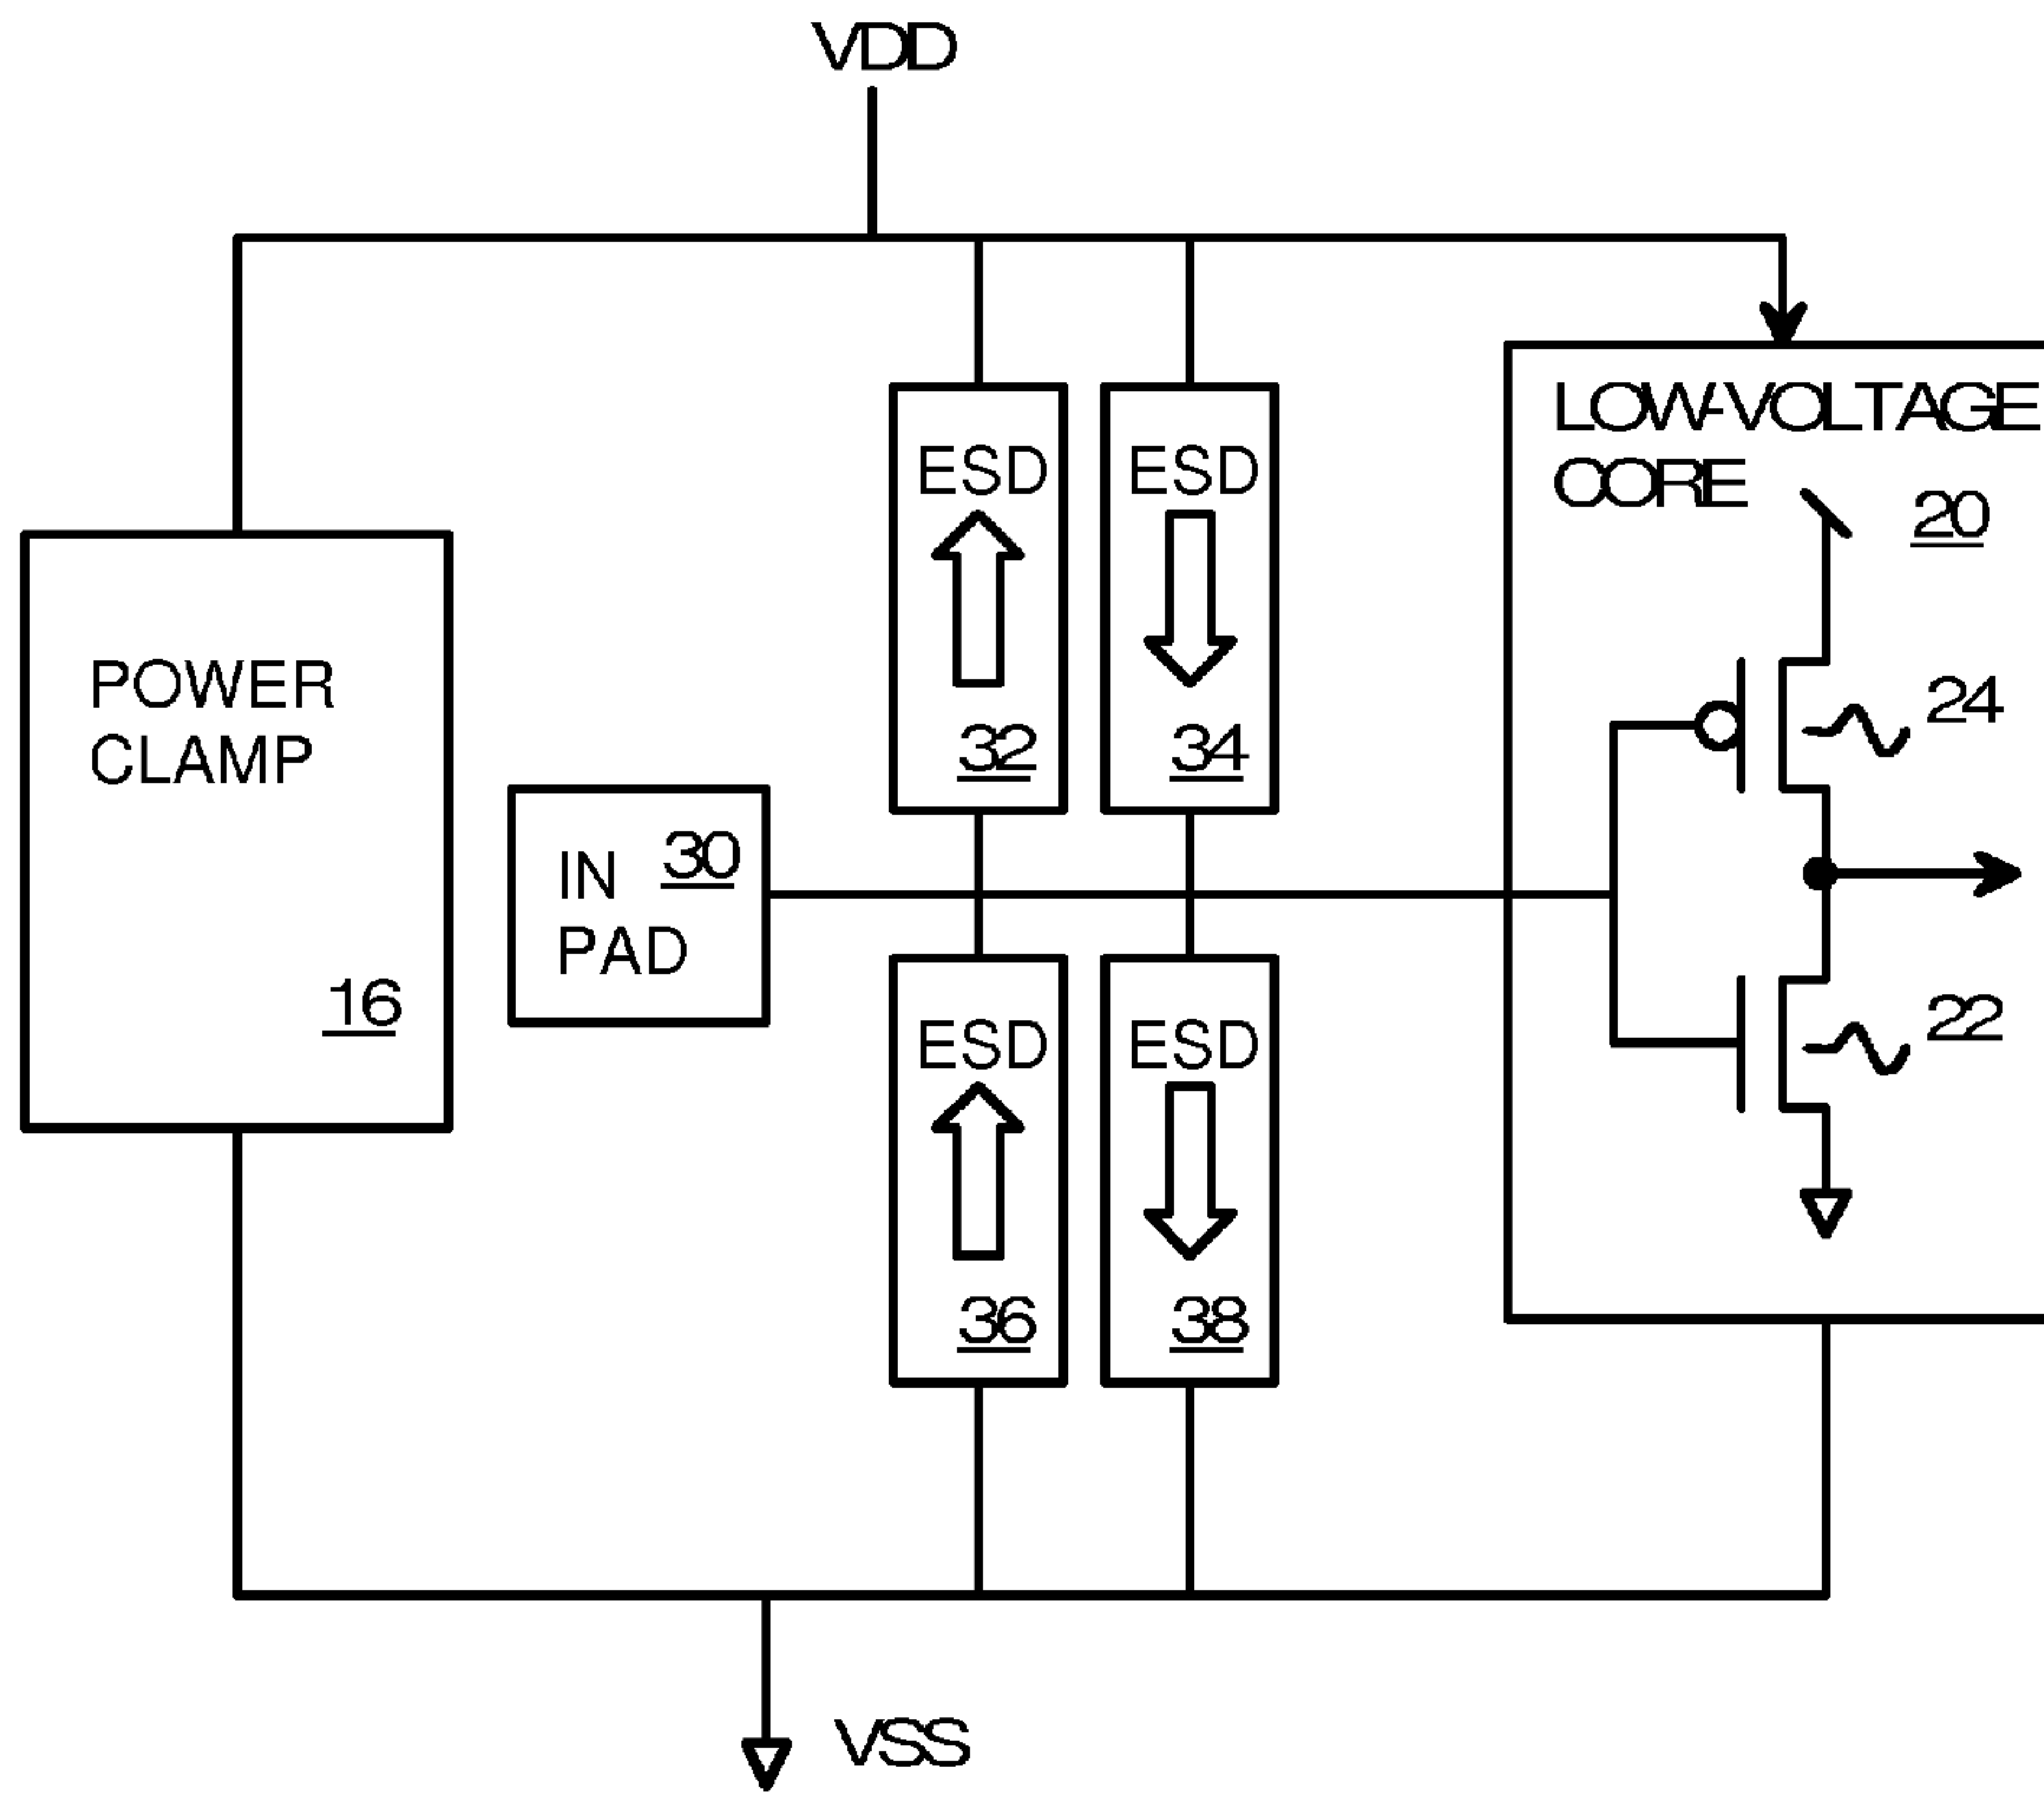 VDD
LOW-VOLTAGE
CORE
20
ESD
32
ESD
34
24
POWER
CLAMP
16
IN
PAD
30
ESD
36
ESD
38
22
VSS